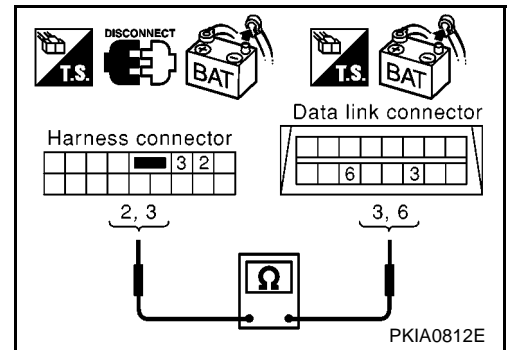 DISCONNECT
T.S.
BAT
T.S.
BAT
Data link connector
Harness connector
3 2
6 3
2, 3
3, 6
Ω
PKIA0812E